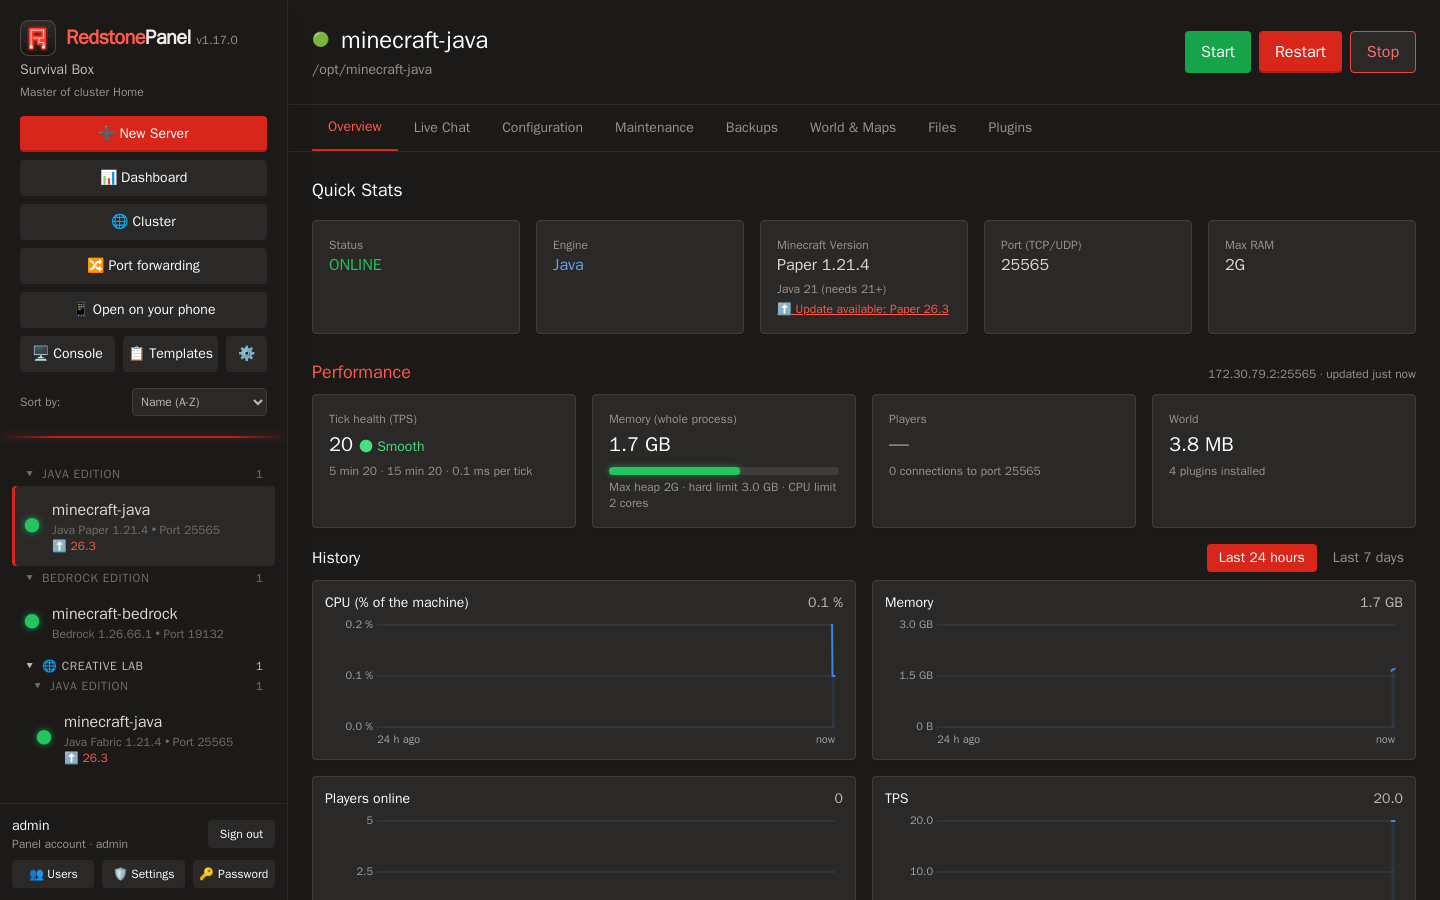 RedstonePanel v1.17.0
Survival Box
Master of cluster Home
➕ New Server
📊 Dashboard
🌐 Cluster
🔀 Port forwarding
📱 Open on your phone
🖥️ Console
📋 Templates
⚙️
Sort by:
Name (A-Z)
JAVA EDITION 1
minecraft-java
Java Paper 1.21.4 • Port 25565
⬆️ 26.3
BEDROCK EDITION 1
minecraft-bedrock
Bedrock 1.26.66.1 • Port 19132
🌐 CREATIVE LAB 1
JAVA EDITION 1
minecraft-java
Java Fabric 1.21.4 • Port 25565
⬆️ 26.3
admin
Panel account · admin
Sign out
👥 Users
🛡️ Settings
🔑 Password
minecraft-java
/opt/minecraft-java
Start
Restart
Stop
Overview
Live Chat
Configuration
Maintenance
Backups
World & Maps
Files
Plugins
Quick Stats
Status
ONLINE
Engine
Java
Minecraft Version
Paper 1.21.4
Java 21 (needs 21+)
⬆️ Update available: Paper 26.3
Port (TCP/UDP)
25565
Max RAM
2G
Performance
172.30.79.2:25565 · updated just now
Tick health (TPS)
20 Smooth
5 min 20 · 15 min 20 · 0.1 ms per tick
Memory (whole process)
1.7 GB
Max heap 2G · hard limit 3.0 GB · CPU limit
2 cores
Players
—
0 connections to port 25565
World
3.8 MB
4 plugins installed
History
Last 24 hours
Last 7 days
CPU (% of the machine) 0.1 %
0.2 %
0.1 %
0.0 %
24 h ago now
Memory 1.7 GB
3.0 GB
1.5 GB
0 B
24 h ago now
Players online 0
5
2.5
TPS 20.0
20.0
10.0